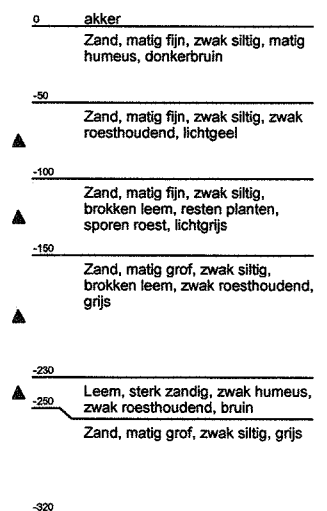 0 akker
Zand, matig fijn, zwak siltig, matig
humeus, donkerbruin
-50
Zand, matig fijn, zwak siltig, zwak
roesthoudend, lichtgeel
-100
Zand, matig fijn, zwak siltig,
brokken leem, resten planten,
sporen roest, lichtgrijs
-150
Zand, matig grof, zwak siltig,
brokken leem, zwak roesthoudend,
grijs
-230
Leem, sterk zandig, zwak humeus,
-250 zwak roesthoudend, bruin
Zand, matig grof, zwak siltig, grijs
-320